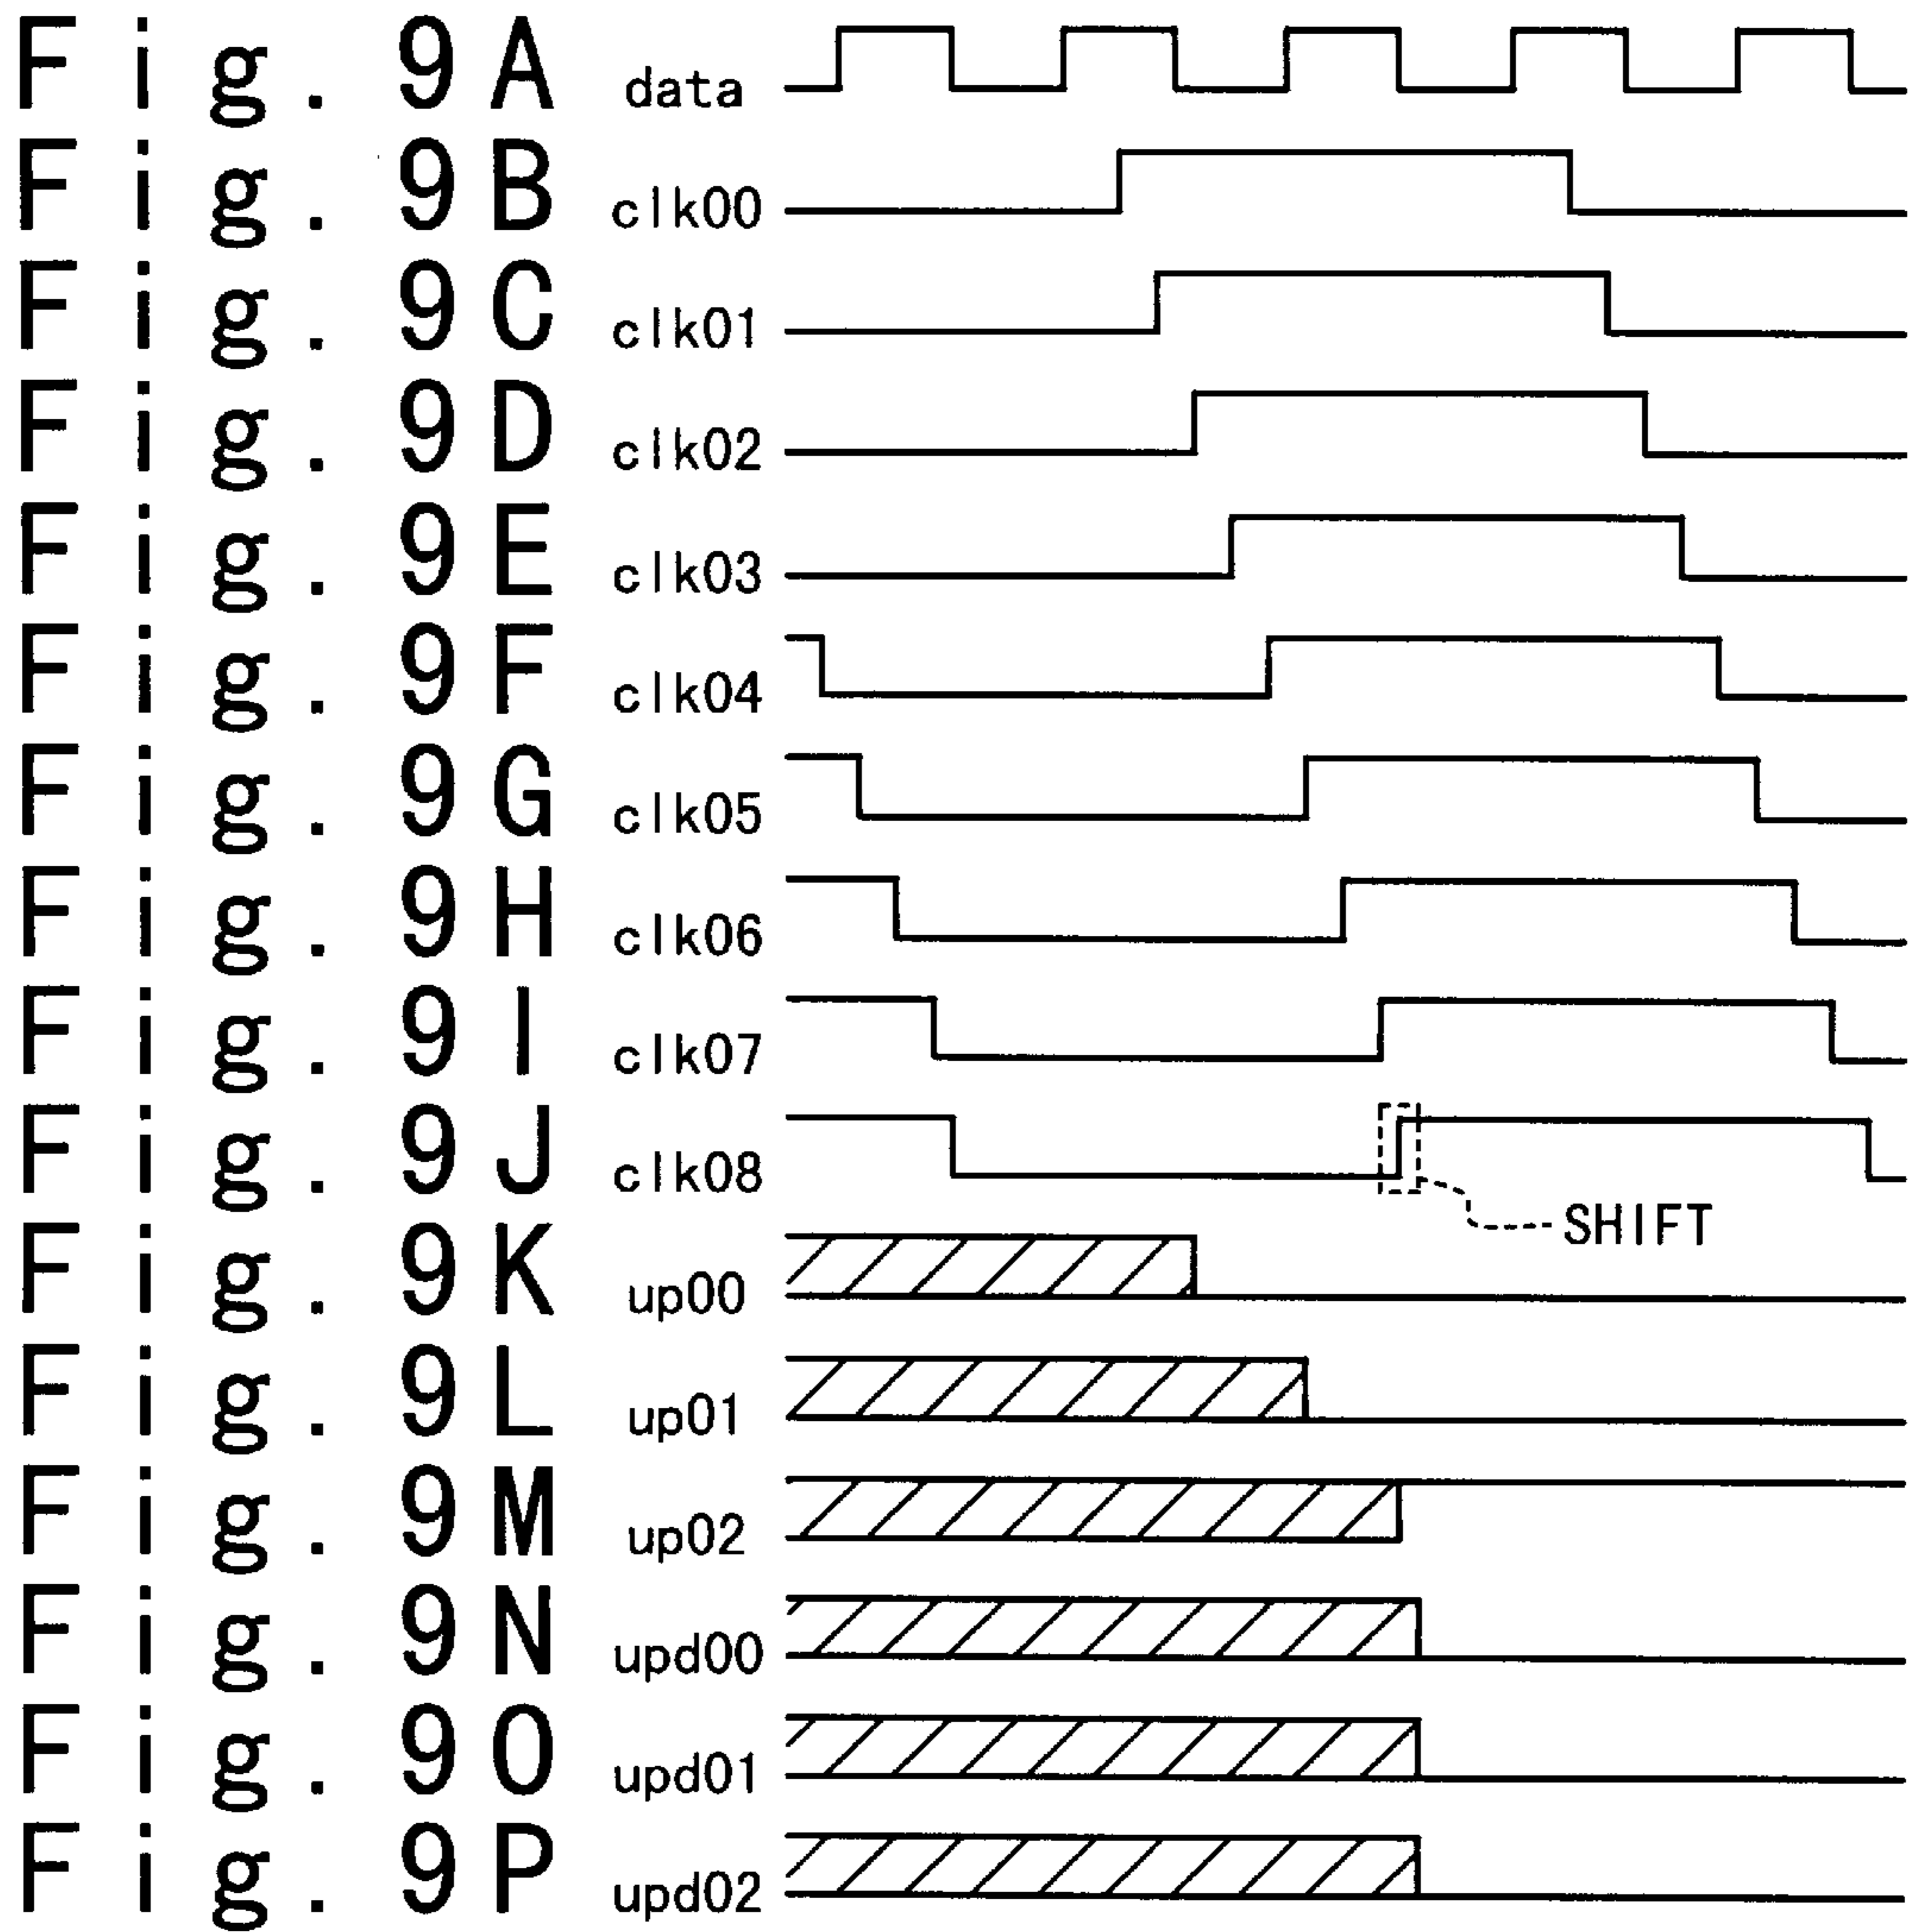 Fig. 9A data
Fig. 9B clk00
Fig. 9C clk01
Fig. 9D clk02
Fig. 9E clk03
Fig. 9F clk04
Fig. 9G clk05
Fig. 9H clk06
Fig. 9I clk07
Fig. 9J clk08
SHIFT
Fig. 9K up00
Fig. 9L up01
Fig. 9M up02
Fig. 9N upd00
Fig. 9O upd01
Fig. 9P upd02